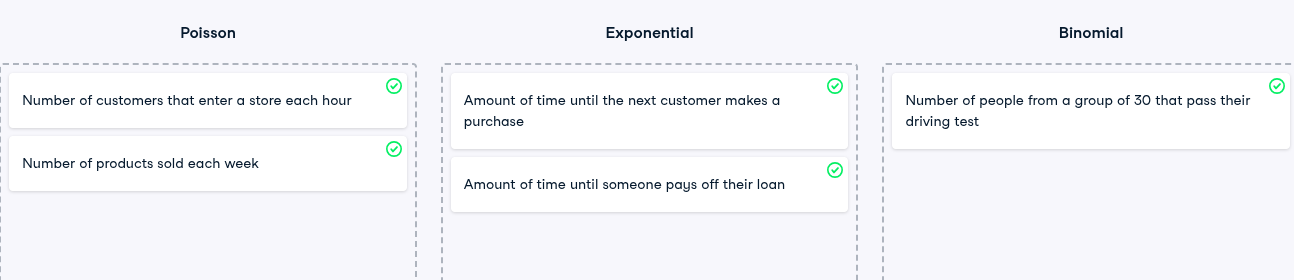 Poisson
Exponential
Binomial
Number of customers that enter a store each hour
Number of products sold each week
Amount of time until the next customer makes a
purchase
Amount of time until someone pays off their loan
Number of people from a group of 30 that pass their
driving test